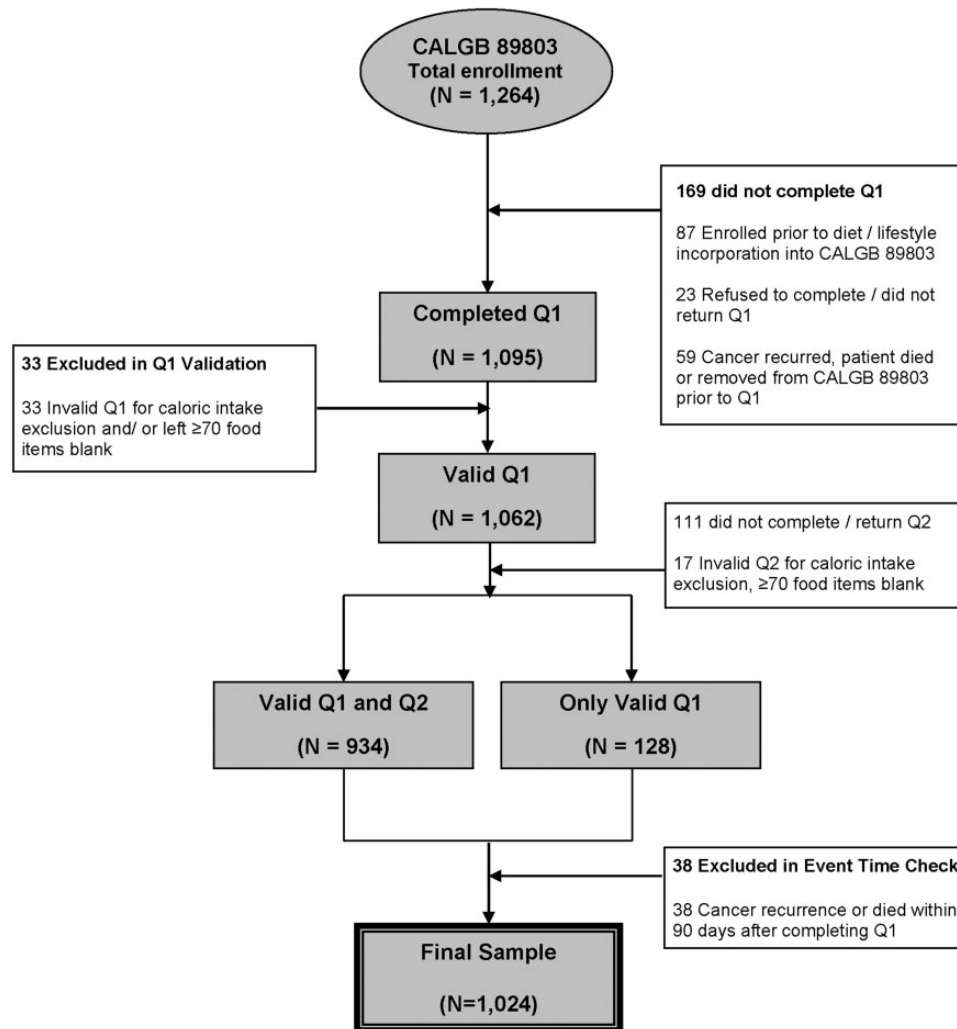 CALGB 89803
Total enrollment
(N = 1,264)
169 did not complete Q1
87 Enrolled prior to diet / lifestyle
incorporation into CALGB 89803
23 Refused to complete / did not
return Q1
59 Cancer recurred, patient died
or removed from CALGB 89803
prior to Q1
Completed Q1
(N = 1,095)
33 Excluded in Q1 Validation
33 Invalid Q1 for caloric intake
exclusion and/ or left ≥70 food
items blank
Valid Q1
(N = 1,062)
111 did not complete / return Q2
17 Invalid Q2 for caloric intake
exclusion, ≥70 food items blank
Valid Q1 and Q2
(N = 934)
Only Valid Q1
(N = 128)
38 Excluded in Event Time Check
38 Cancer recurrence or died within
90 days after completing Q1
Final Sample
(N=1,024)